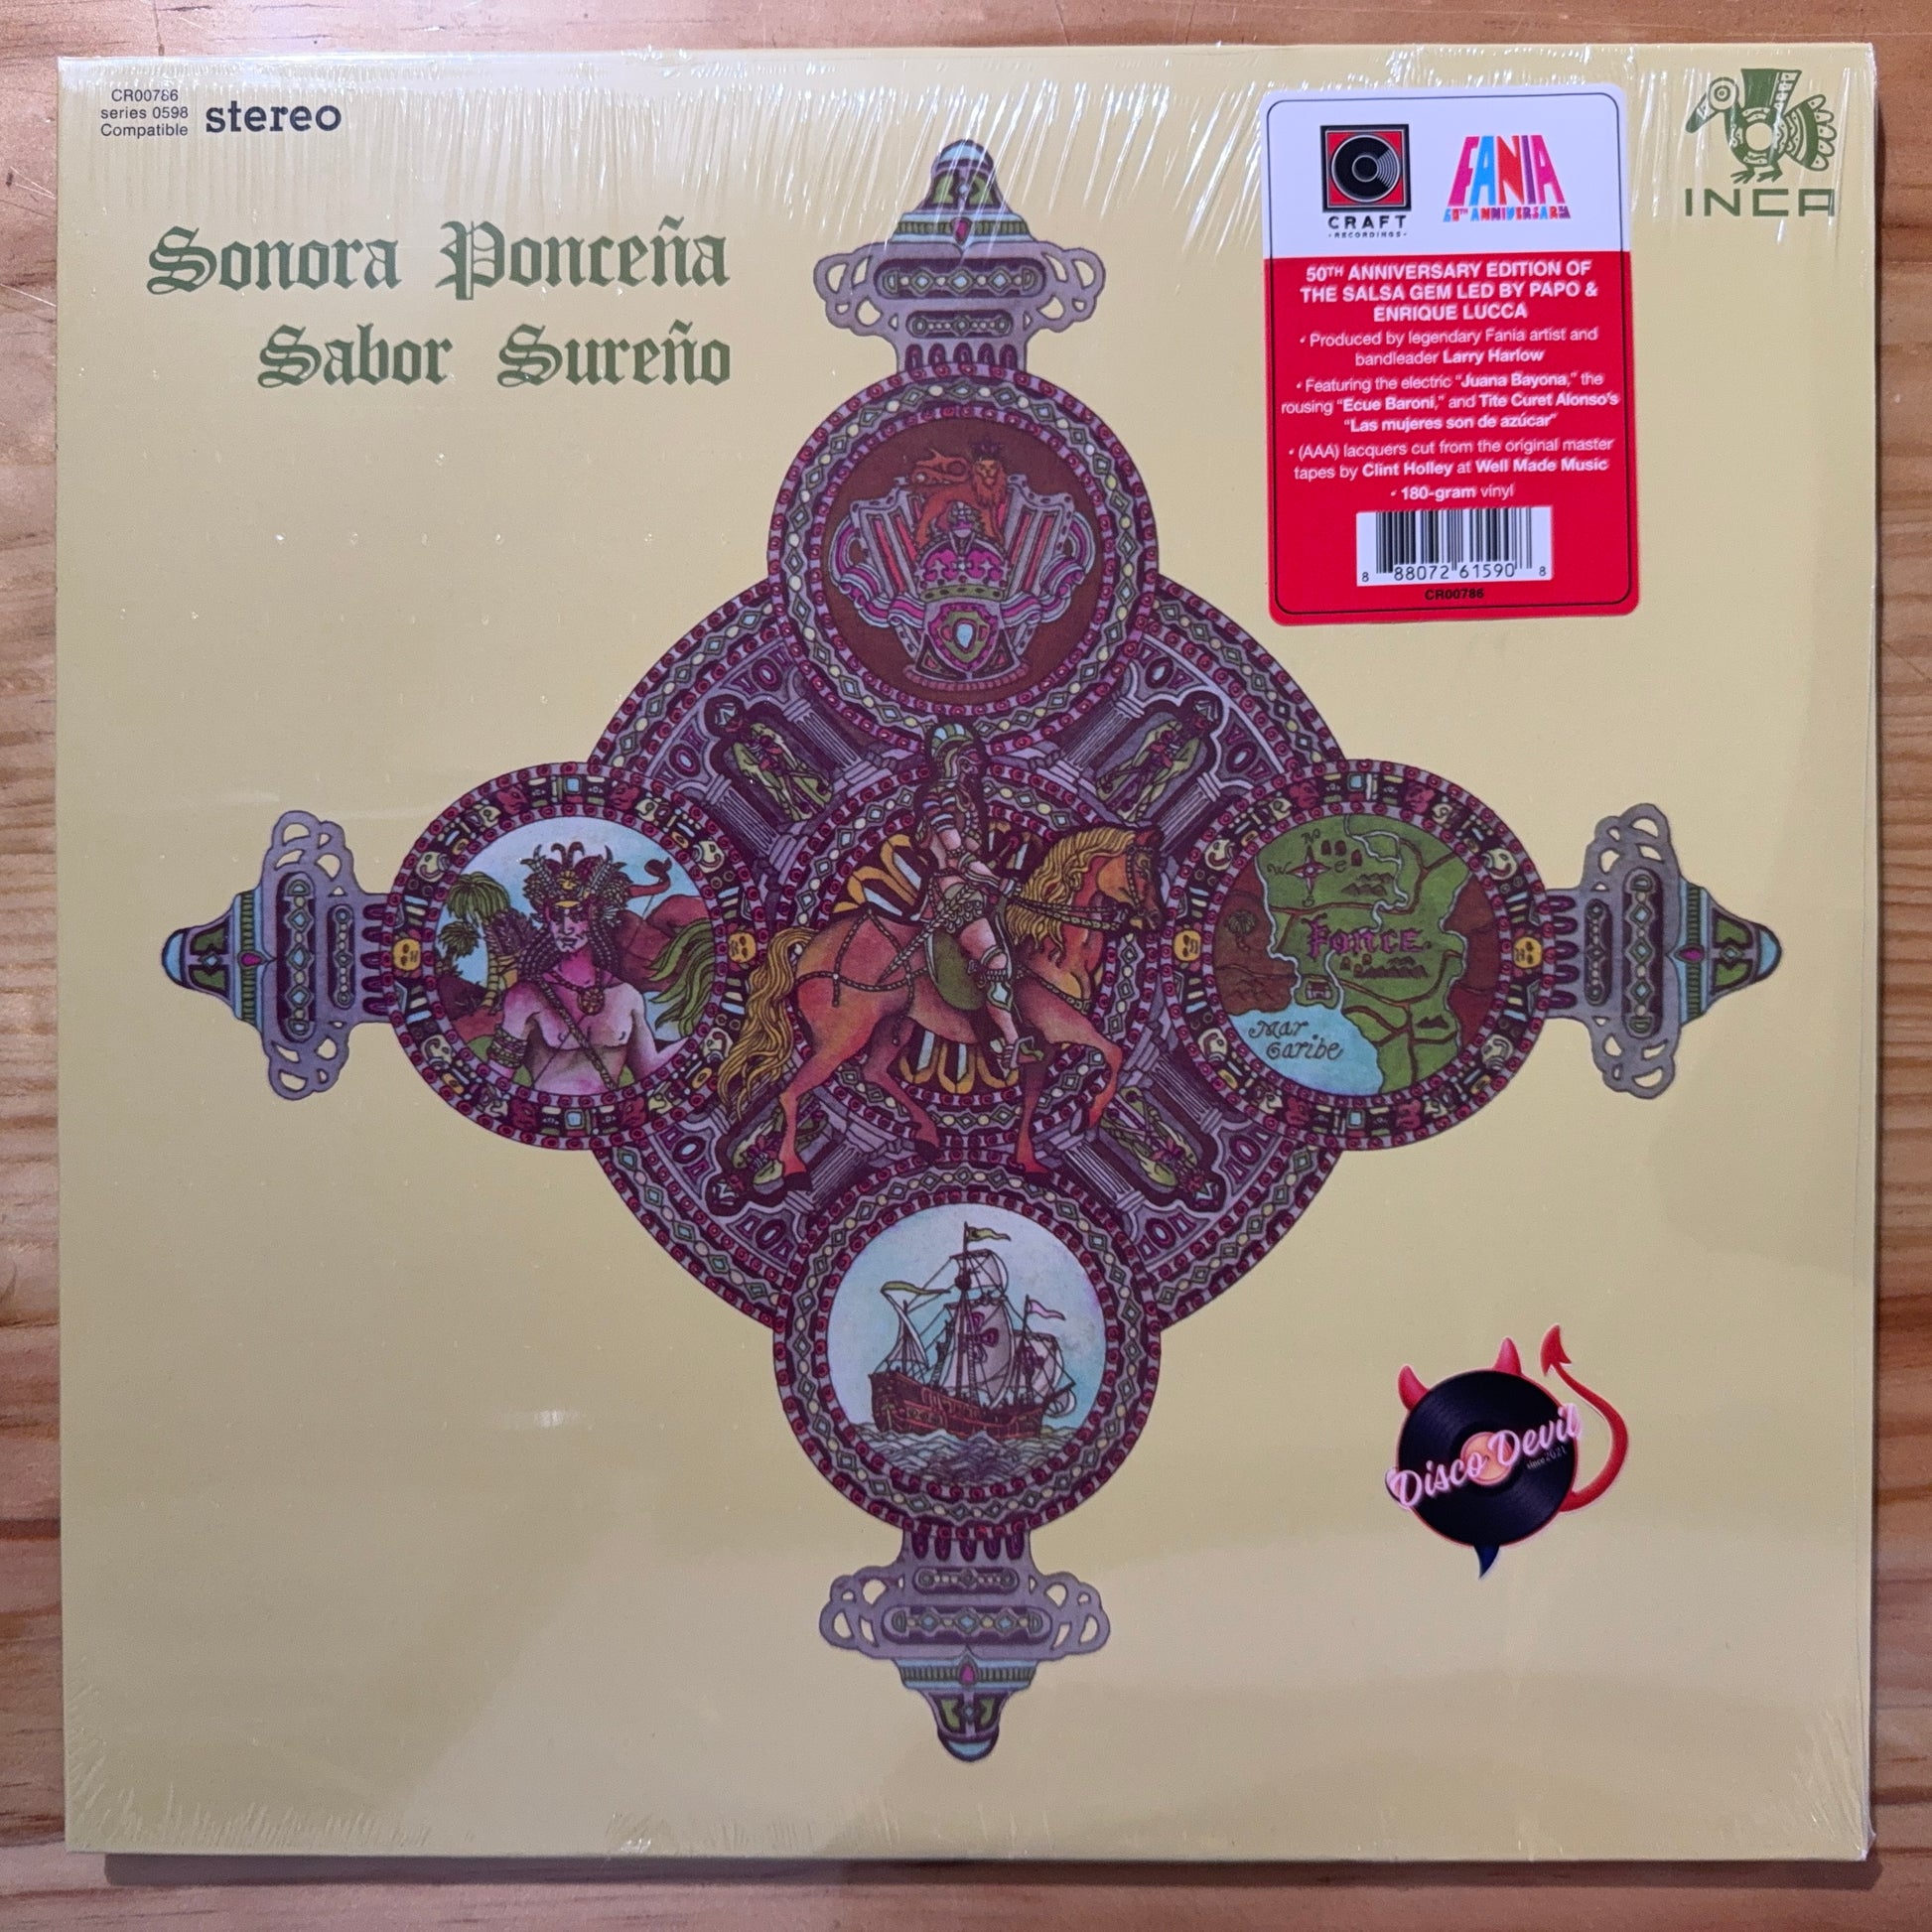 CR00786
series 0598
Compatible
stereo
Sonora Ponceña
Sabor Sureño
CRAFT
RECORDINGS
FANIA
60TH ANNIVERSARY
50TH ANNIVERSARY EDITION OF
THE SALSA GEM LED BY PAPO &
ENRIQUE LUCCA
• Produced by legendary Fania artist and
bandleader Larry Harlow
• Featuring the electric “Juana Bayona,” the
rousing “Ecue Baroni,” and Tite Curet Alonso’s
“Las mujeres son de azúcar”
• (AAA) lacquers cut from the original master
tapes by Clint Holley at Well Made Music
• 180-gram vinyl
8 88072 61590 8
CR00786
INCA
N
W E
Ponce
Mar
Caribe
Disco Devil
since 2021